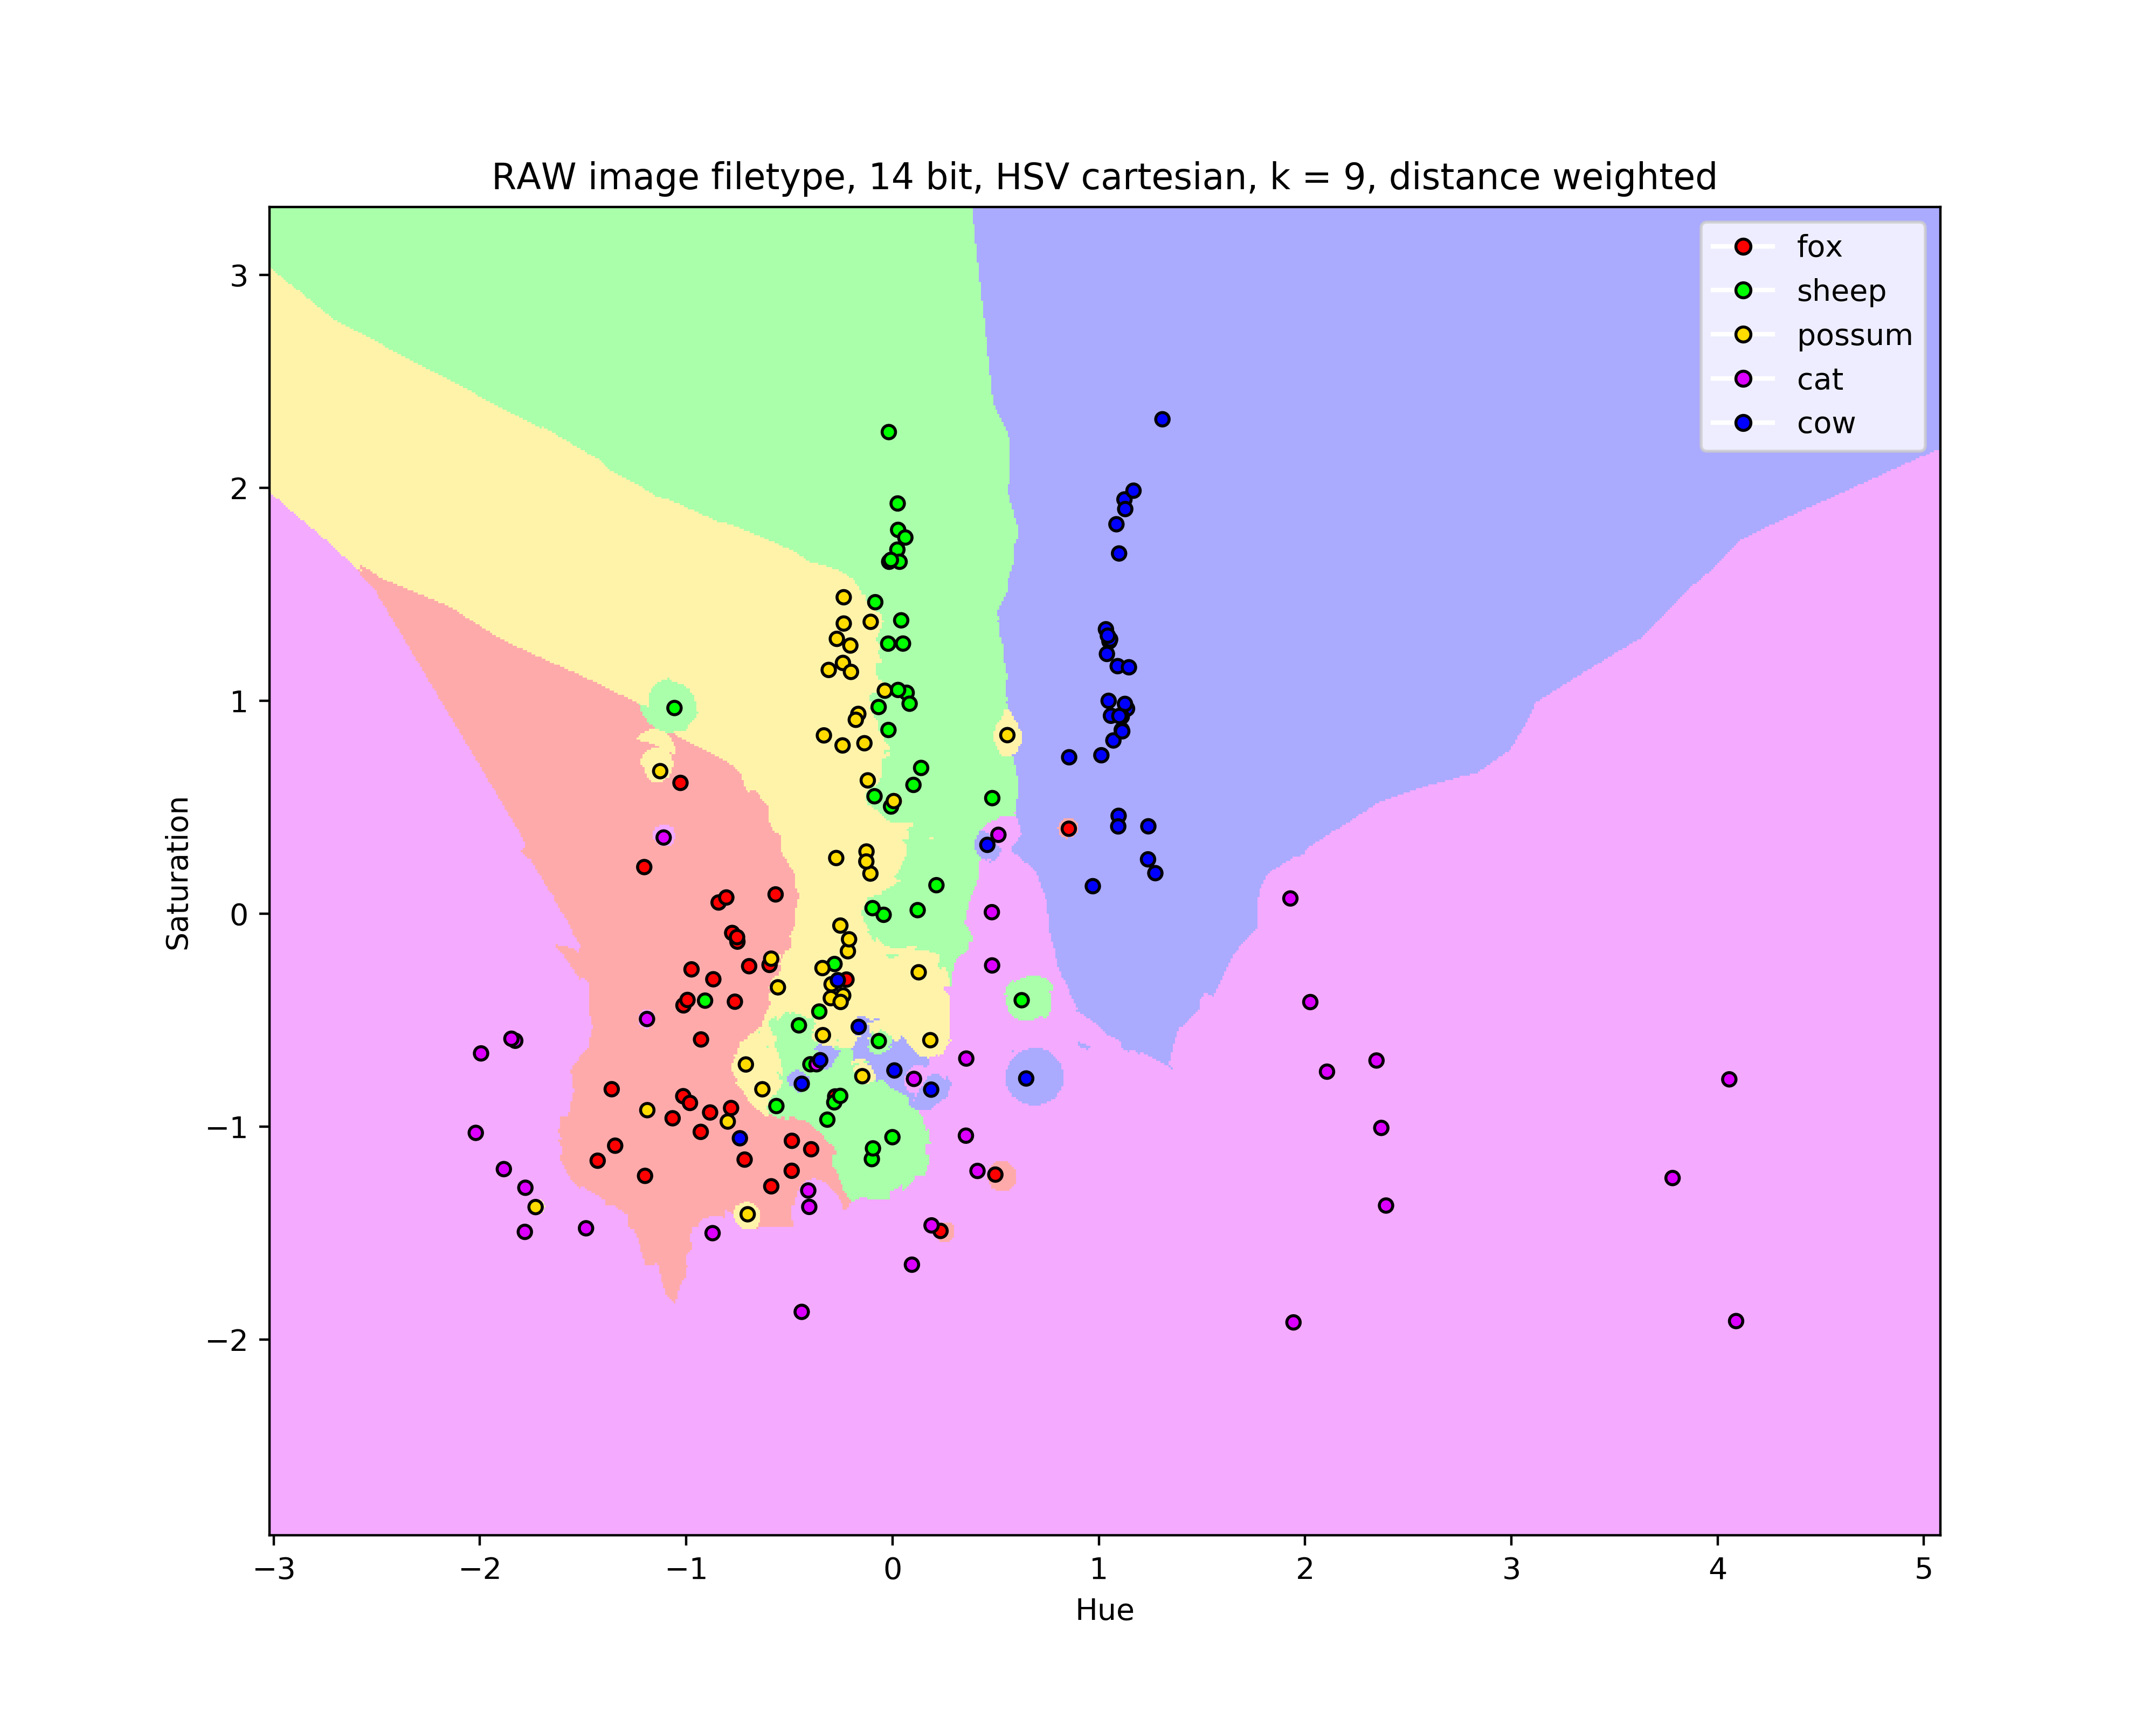 RAW image filetype, 14 bit, HSV cartesian, k = 9, distance weighted
fox
sheep
possum
cat
cow
3
2
1
0
−1
−2
Saturation
−3
−2
−1
0
1
2
3
4
5
Hue